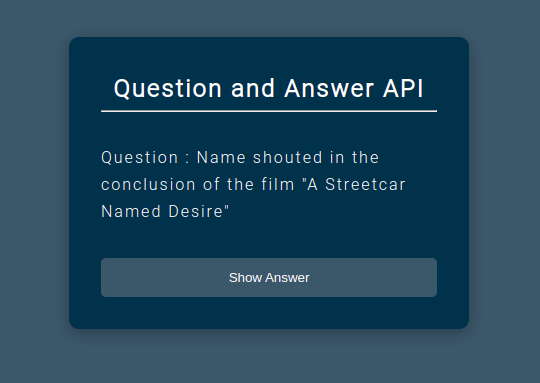 Question and Answer API
Question : Name shouted in the
conclusion of the film "A Streetcar
Named Desire"
Show Answer